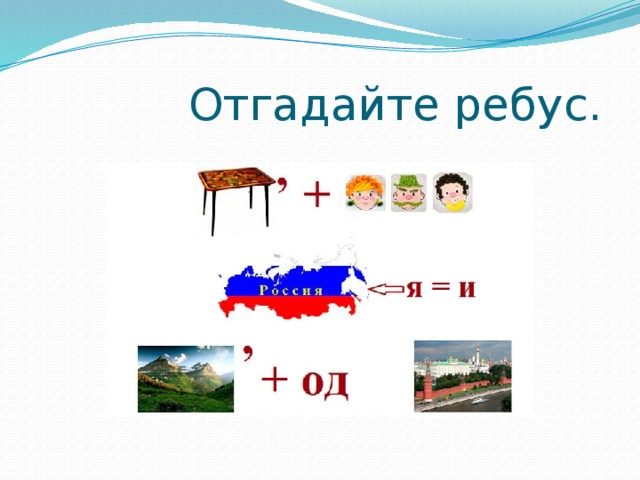 Отгадайте ребус.
’ +
Россия
я = и
’ + од